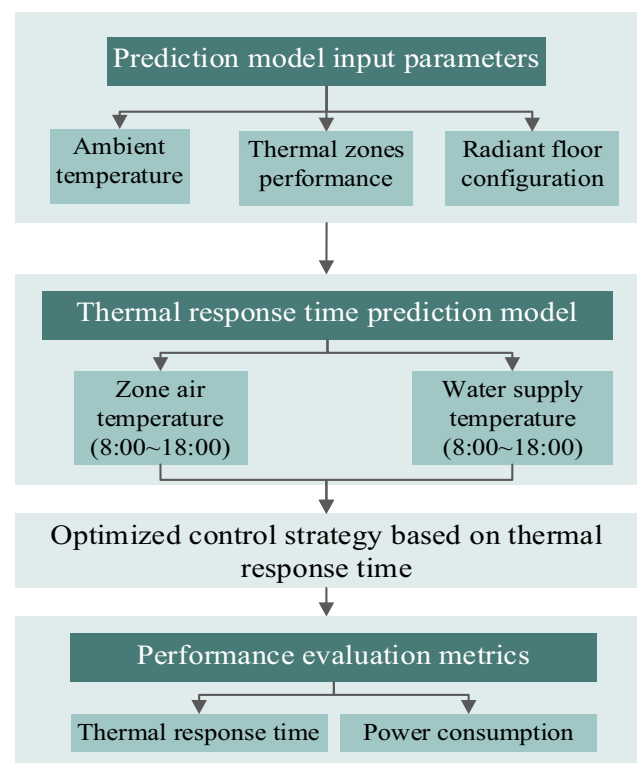 Prediction model input parameters
Ambient
temperature
Thermal zones
performance
Radiant floor
configuration
Thermal response time prediction model
Zone air
temperature
(8:00~18:00)
Water supply
temperature
(8:00~18:00)
Optimized control strategy based on thermal
response time
Performance evaluation metrics
Thermal response time
Power consumption